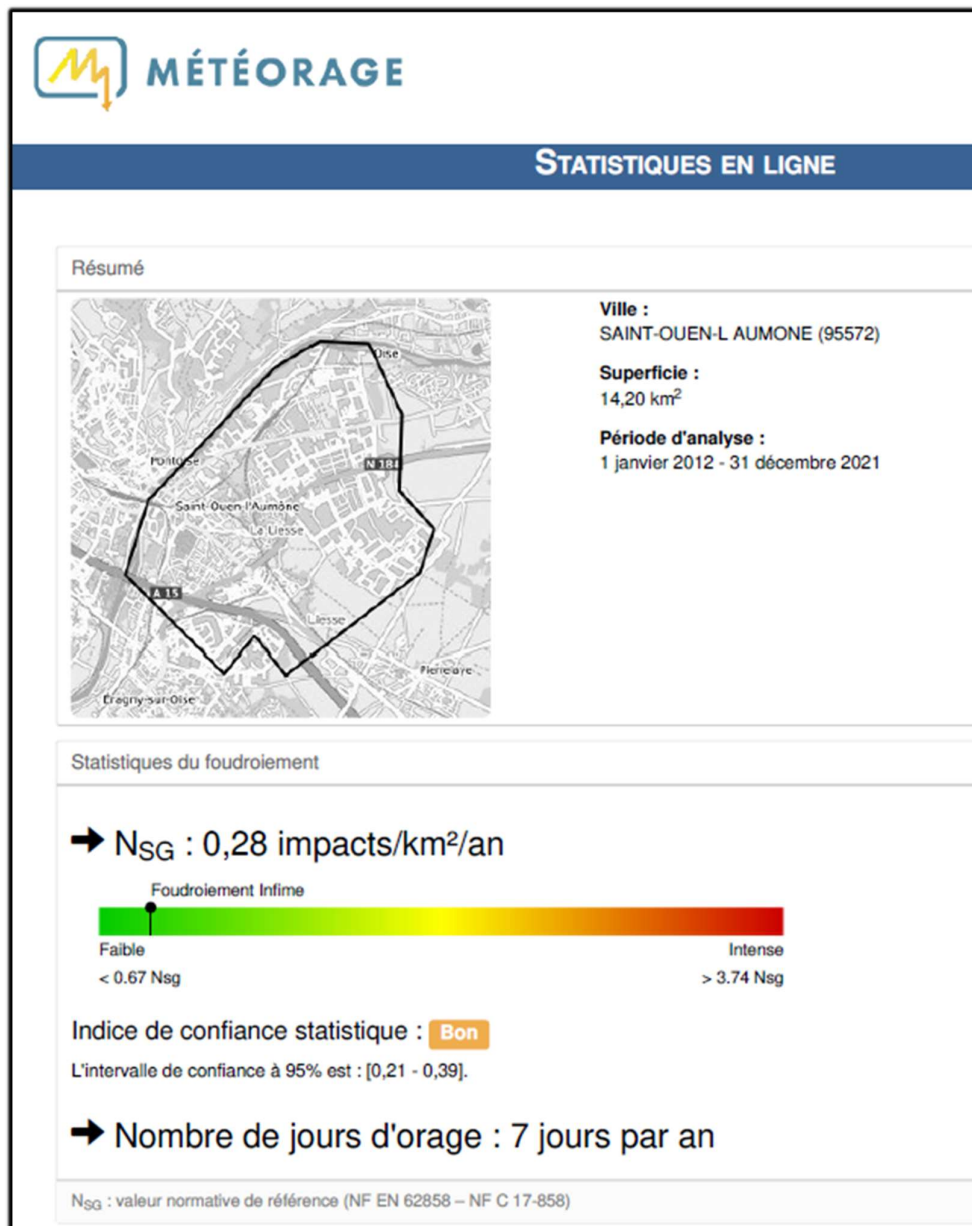 MÉTÉORAGE
STATISTIQUES EN LIGNE
Résumé
Oise
Pontoise
N 184
Saint-Ouen-l'Aumône
La Liesse
A 15
Liesse
Pierrelaye
Éragny-sur-Oise
Ville :
SAINT-OUEN-L AUMONE (95572)
Superficie :
14,20 km²
Période d'analyse :
1 janvier 2012 - 31 décembre 2021
Statistiques du foudroiement
➔ NSG : 0,28 impacts/km²/an
Foudroiement Infime
Faible
Intense
< 0.67 Nsg
> 3.74 Nsg
Indice de confiance statistique : Bon
L'intervalle de confiance à 95% est : [0,21 - 0,39].
➔ Nombre de jours d'orage : 7 jours par an
NSG : valeur normative de référence (NF EN 62858 – NF C 17-858)